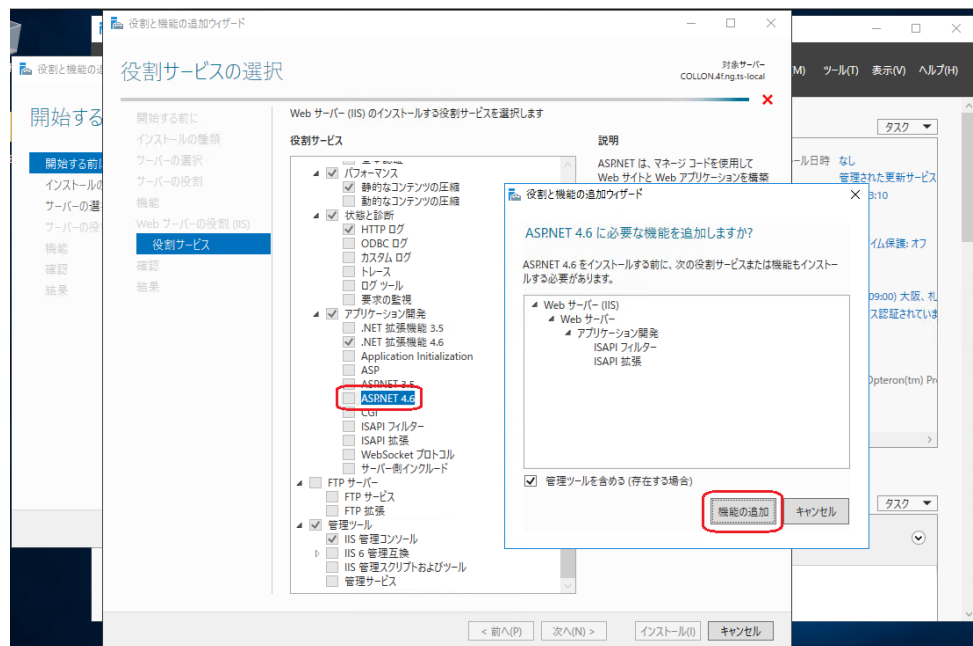 役割と機能の追加ウィザード
役割と機能の追
役割サービスの選択
対象サーバー
COLLON.4f.ng.ts-local
(M) ツール(T) 表示(V) ヘルプ(H)
開始する
開始する前に
インストールの種類
サーバーの選択
サーバーの役割
機能
Web サーバーの役割 (IIS)
役割サービス
確認
結果
開始する前
インストールの
サーバーの選
サーバーの役
機能
確認
結果
Web サーバー (IIS) のインストールする役割サービスを選択します
役割サービス
説明
ASP.NET は、マネージ コードを使用して
Web サイトと Web アプリケーションを構築
パフォーマンス
静的なコンテンツの圧縮
動的なコンテンツの圧縮
状態と診断
HTTP ログ
ODBC ログ
カスタム ログ
トレース
ログ ツール
要求の監視
アプリケーション開発
.NET 拡張機能 3.5
.NET 拡張機能 4.6
Application Initialization
ASP
ASP.NET 3.5
ASP.NET 4.6
CGI
ISAPI フィルター
ISAPI 拡張
WebSocket プロトコル
サーバー側インクルード
FTP サーバー
FTP サービス
FTP 拡張
管理ツール
IIS 管理コンソール
IIS 6 管理互換
IIS 管理スクリプトおよびツール
管理サービス
役割と機能の追加ウィザード
ASP.NET 4.6 に必要な機能を追加しますか?
ASP.NET 4.6 をインストールする前に、次の役割サービスまたは機能もインストー
ルする必要があります。
Web サーバー (IIS)
Web サーバー
アプリケーション開発
ISAPI フィルター
ISAPI 拡張
管理ツールを含める (存在する場合)
機能の追加
キャンセル
タスク
ール日時 なし
管理された更新サービス
3:10
イム保護: オフ
09:00) 大阪、札
ス認証されていま
Opteron(tm) Pr
タスク
< 前へ(P)
次へ(N) >
インストール(I)
キャンセル